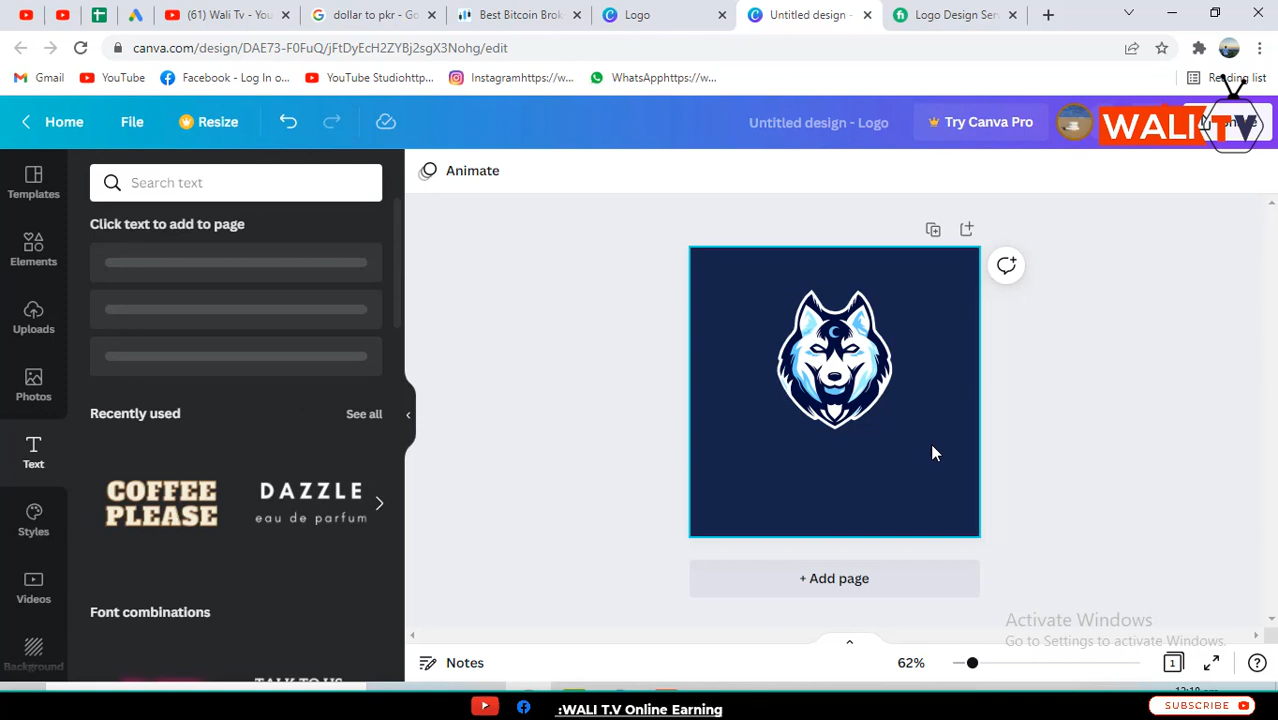 (61) Wali Tv - You
dollar to pkr - Go
Best Bitcoin Brok
Logo
Untitled design -
Logo Design Ser
canva.com/design/DAE73-F0FuQ/jFtDyEcH2ZYBj2sgX3Nohg/edit
Gmail
YouTube
Facebook - Log In o...
YouTube Studiohttp...
Instagramhttps://w...
WhatsApphttps://w...
Reading list
Home
File
Resize
Untitled design - Logo
Try Canva Pro
WALI TV
Templates
Elements
Uploads
Photos
Text
Styles
Videos
Background
Search text
Click text to add to page
Recently used
See all
COFFEE
PLEASE
DAZZLE
eau de parfum
Font combinations
TALK TO US
Animate
+ Add page
Activate Windows
Go to Settings to activate Windows.
Notes
62%
1
:WALI T.V Online Earning
SUBSCRIBE